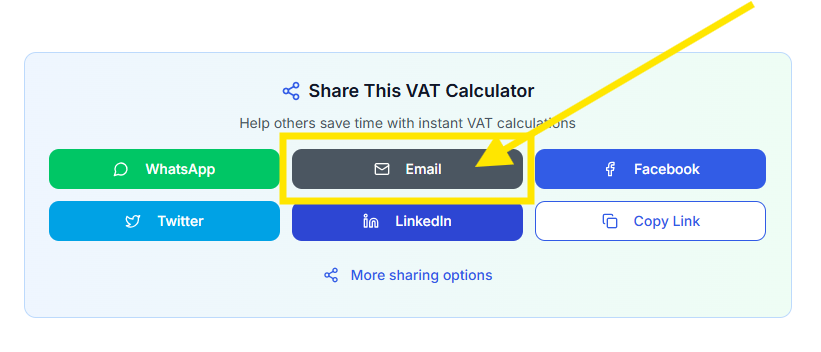 Share This VAT Calculator
Help others save time with instant VAT calculations
WhatsApp
Email
Facebook
Twitter
LinkedIn
Copy Link
More sharing options